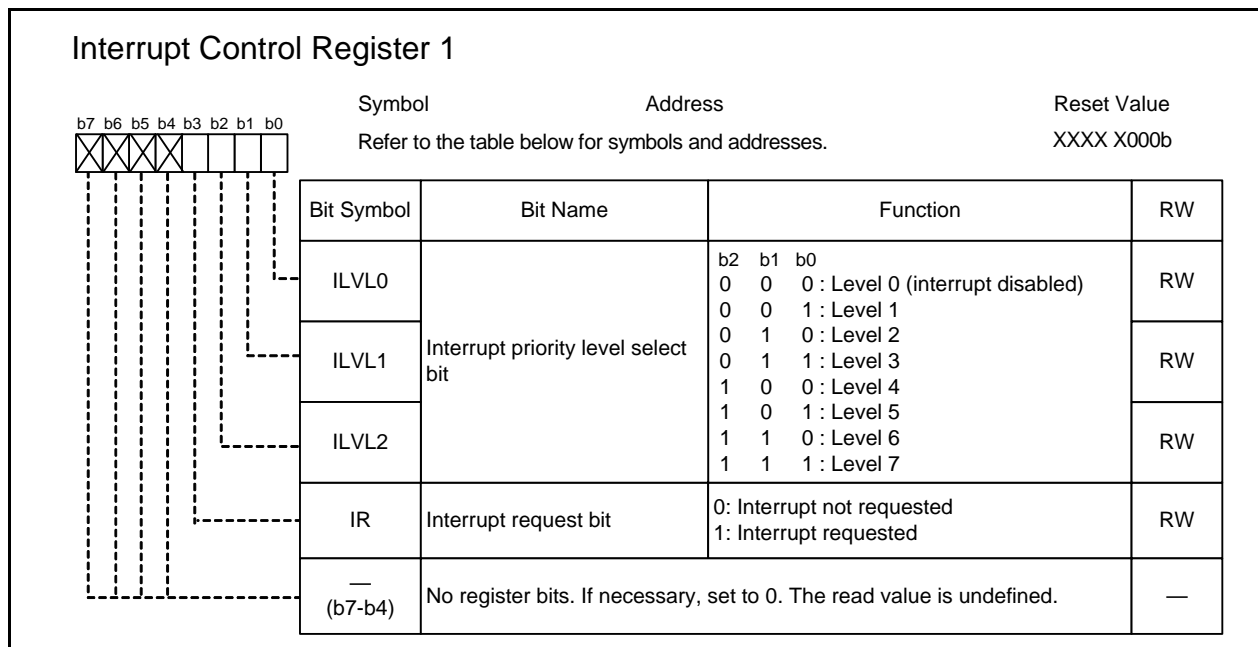 Interrupt Control Register 1
Symbol Address Reset Value
b7 b6 b5 b4 b3 b2 b1 b0
Refer to the table below for symbols and addresses. XXXX X000b
Bit Symbol Bit Name Function RW
ILVL0
ILVL1
ILVL2
Interrupt priority level select
bit
b2 b1 b0
0 0 0 : Level 0 (interrupt disabled)
0 0 1 : Level 1
0 1 0 : Level 2
0 1 1 : Level 3
1 0 0 : Level 4
1 0 1 : Level 5
1 1 0 : Level 6
1 1 1 : Level 7
RW
RW
RW
IR Interrupt request bit
0: Interrupt not requested
1: Interrupt requested
RW
—
(b7-b4)
No register bits. If necessary, set to 0. The read value is undefined. —